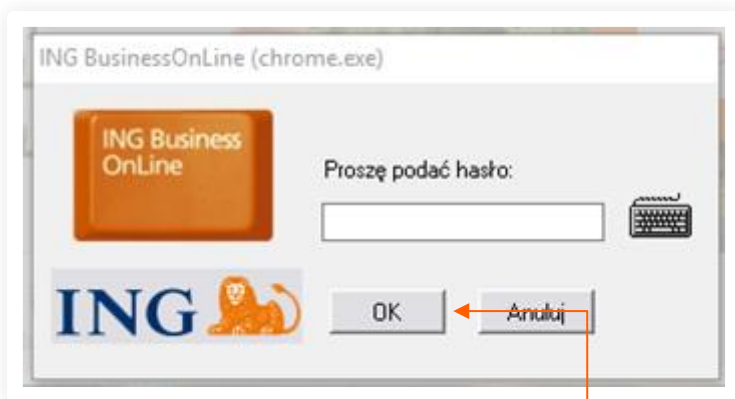 ING BusinessOnLine (chrome.exe)
ING Business
OnLine
Proszę podać hasło:
ING
OK
Anuluj